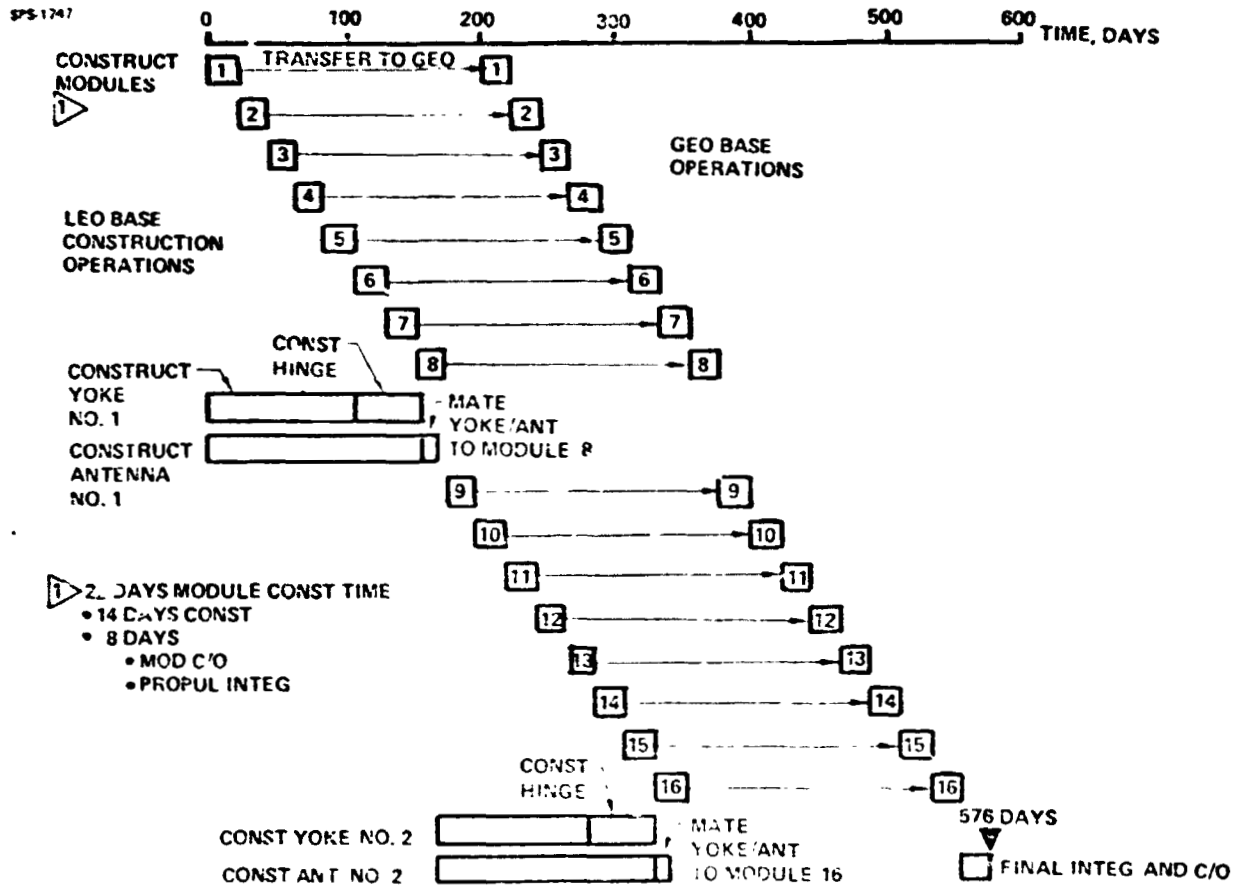 SPS-1747
0 100 200 300 400 500 600 TIME, DAYS
CONSTRUCT
MODULES
1
1 TRANSFER TO GEO 1
2 2
3 3
4 4
5 5
6 6
7 7
8 8
GEO BASE
OPERATIONS
LEO BASE
CONSTRUCTION
OPERATIONS
CONST
HINGE
CONSTRUCT
YOKE
NO. 1
CONSTRUCT
ANTENNA
NO. 1
MATE
YOKE/ANT
TO MODULE 8
9 9
10 10
11 11
12 12
13 13
14 14
15 15
16 16
1 DAYS MODULE CONST TIME
• 14 DAYS CONST
• 8 DAYS
• MOD C/O
• PROPUL INTEG
CONST
HINGE
CONST YOKE NO. 2
CONST ANT NO 2
MATE
YOKE/ANT
TO MODULE 16
576 DAYS
FINAL INTEG AND C/O